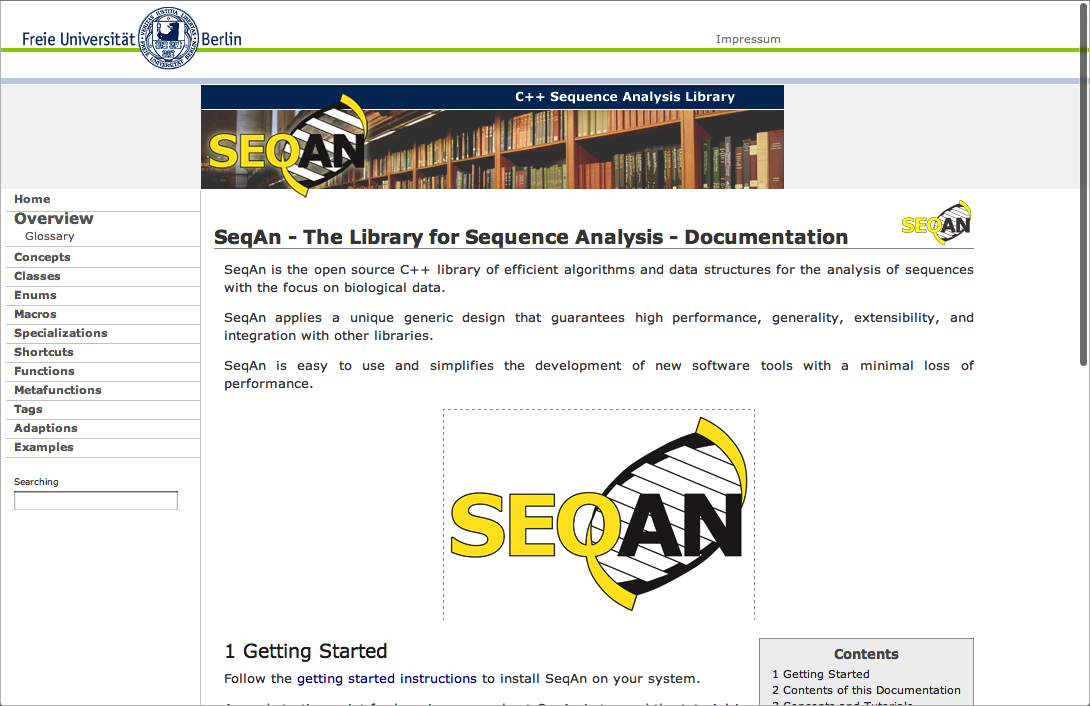 Freie Universität Berlin
Impressum
C++ Sequence Analysis Library
SEQAN
Home
Overview
Glossary
Concepts
Classes
Enums
Macros
Specializations
Shortcuts
Functions
Metafunctions
Tags
Adaptions
Examples
Searching
SEQAN
SeqAn - The Library for Sequence Analysis - Documentation
SeqAn is the open source C++ library of efficient algorithms and data structures for the analysis of sequences
with the focus on biological data.
SeqAn applies a unique generic design that guarantees high performance, generality, extensibility, and
integration with other libraries.
SeqAn is easy to use and simplifies the development of new software tools with a minimal loss of
performance.
SEQAN
1 Getting Started
Follow the getting started instructions to install SeqAn on your system.
Contents
1 Getting Started
2 Contents of this Documentation
3 Concepts and Tutorials